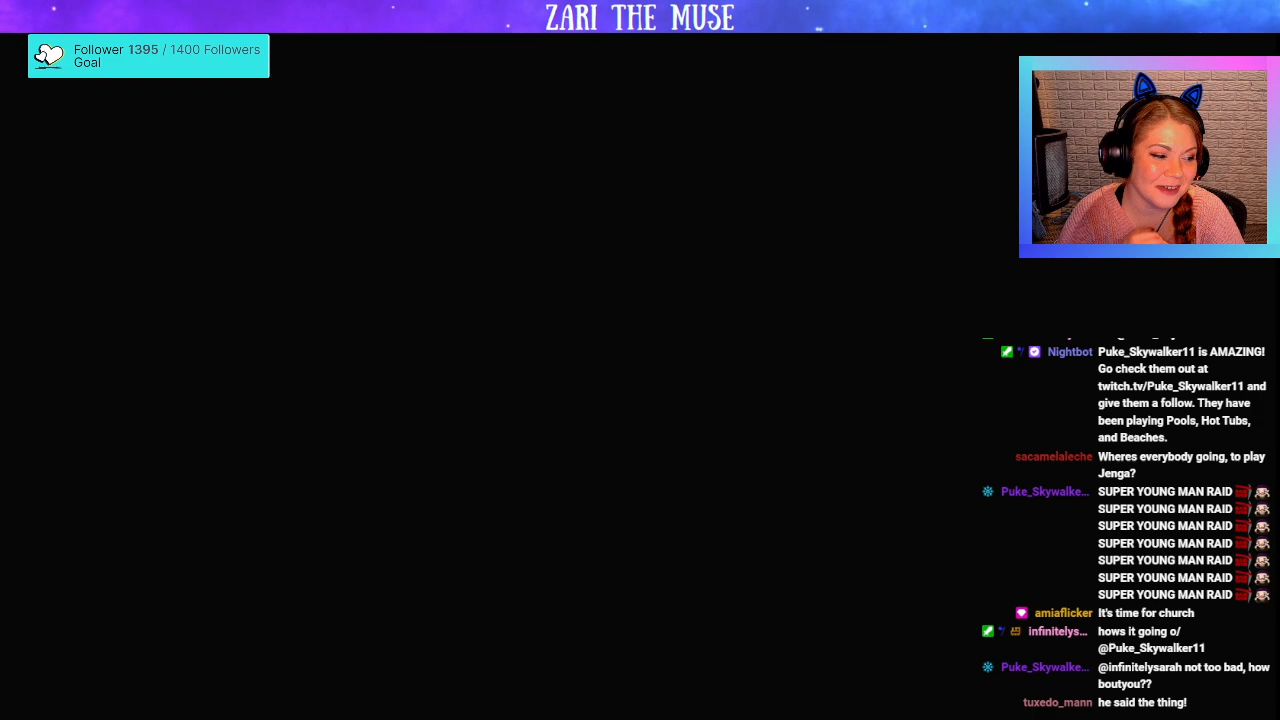 ZARI THE MUSE
Follower 1395 / 1400 Followers
Goal
Nightbot Puke_Skywalker11 is AMAZING!
Go check them out at
twitch.tv/Puke_Skywalker11 and
give them a follow. They have
been playing Pools, Hot Tubs,
and Beaches.
sacamelaleche Wheres everybody going, to play
Jenga?
Puke_Skywalke... SUPER YOUNG MAN RAID
SUPER YOUNG MAN RAID
SUPER YOUNG MAN RAID
SUPER YOUNG MAN RAID
SUPER YOUNG MAN RAID
SUPER YOUNG MAN RAID
SUPER YOUNG MAN RAID
amiaflicker It's time for church
infinitelys... hows it going o/
@Puke_Skywalker11
Puke_Skywalke... @infinitelysarah not too bad, how
boutyou??
tuxedo_mann he said the thing!